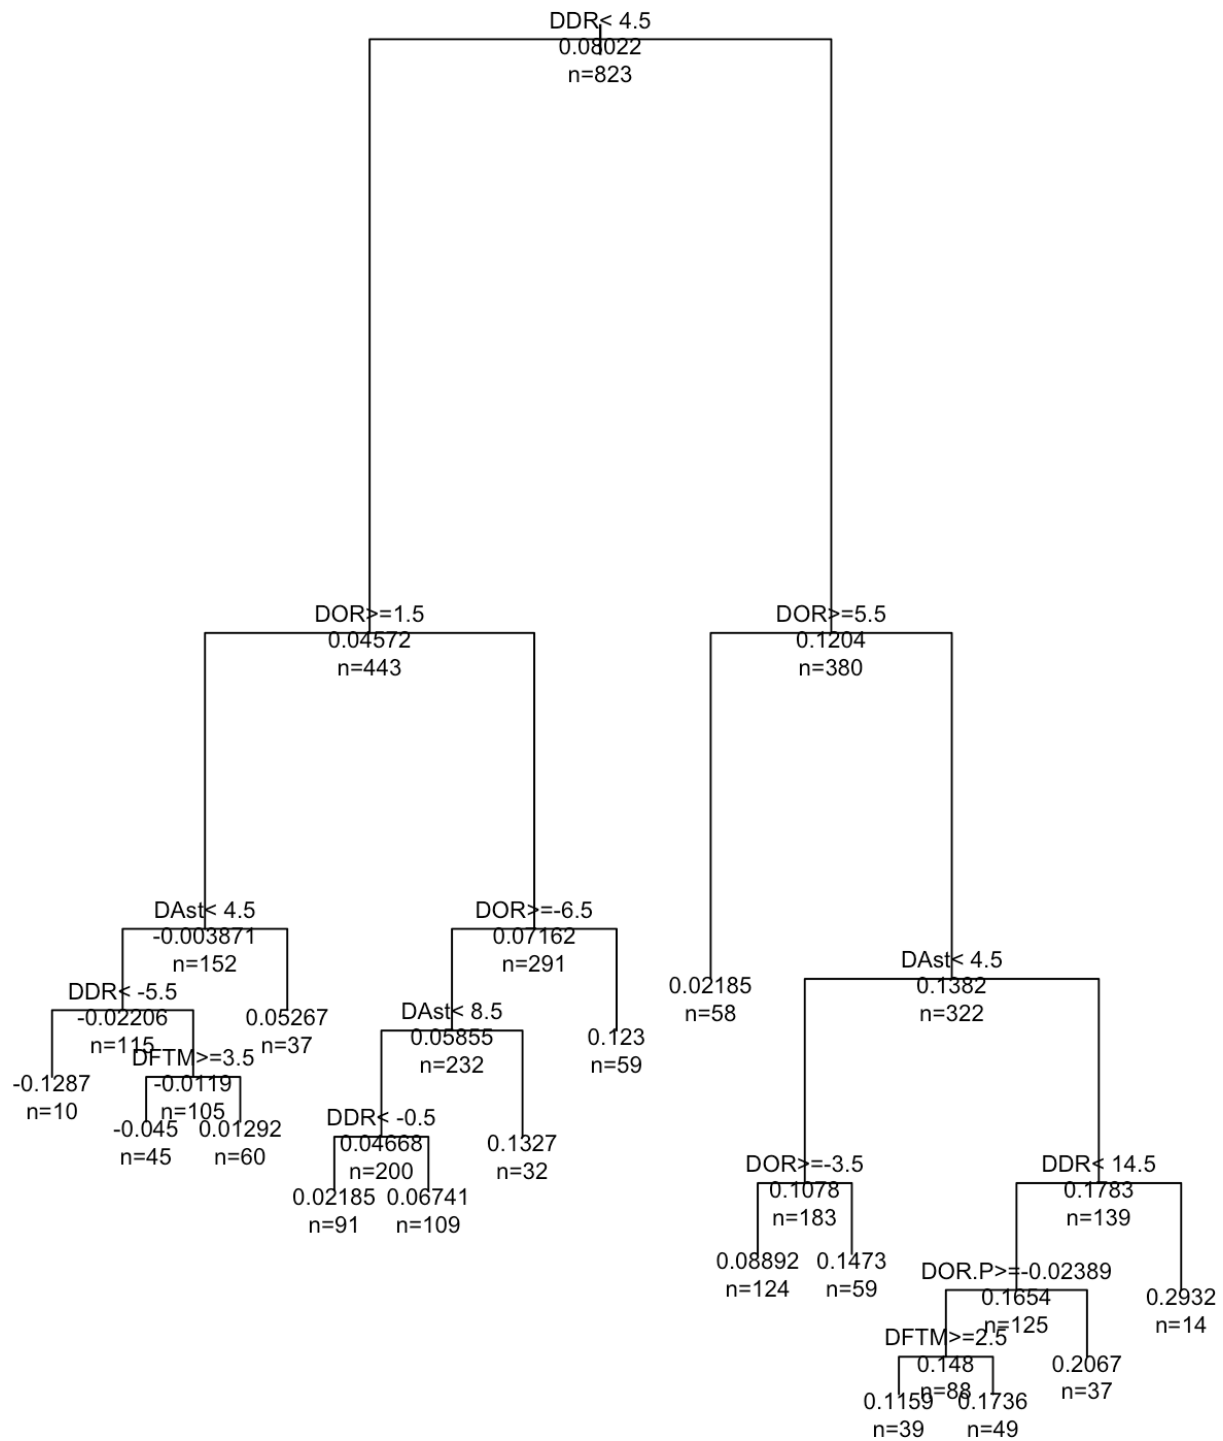 DDR< 4.5
0.08022
n=823
DOR>=1.5
0.04572
n=443
DOR>=5.5
0.1204
n=380
DAst< 4.5
-0.003871
n=152
DOR>=-6.5
0.07162
n=291
DAst< 4.5
0.1382
n=322
0.02185
n=58
DDR< -5.5
-0.02206
n=115
0.05267
n=37
DAst< 8.5
0.05855
n=232
0.123
n=59
DFTM>=3.5
-0.0119
n=105
-0.1287
n=10
-0.045
n=45
0.01292
n=60
DDR< -0.5
0.04668
n=200
0.1327
n=32
0.02185
n=91
0.06741
n=109
DOR>=-3.5
0.1078
n=183
DDR< 14.5
0.1783
n=139
0.08892
n=124
0.1473
n=59
DOR.P>=-0.02389
0.1654
n=125
0.2932
n=14
DFTM>=2.5
0.148
n=88
0.2067
n=37
0.1159
n=39
0.1736
n=49